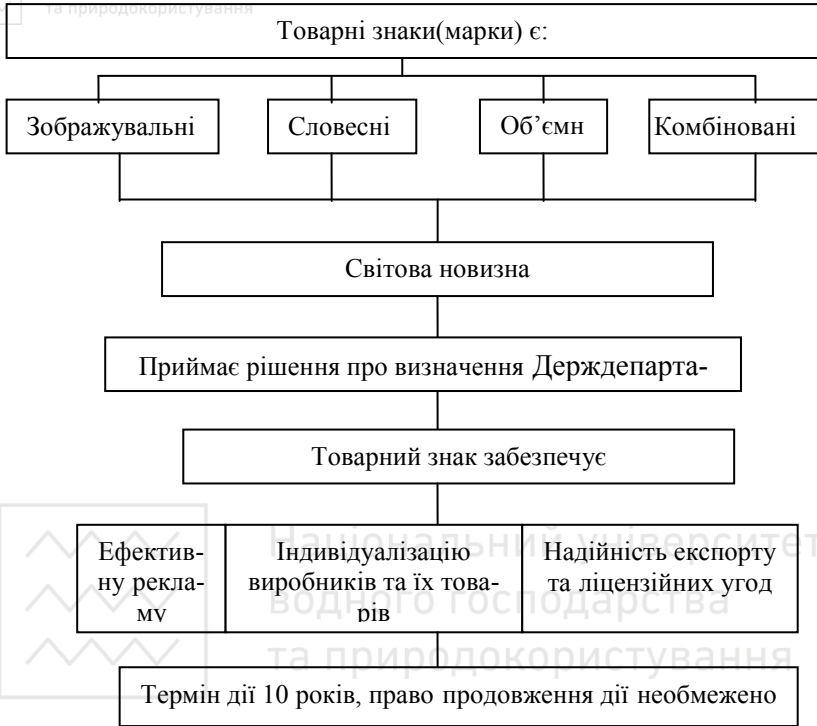 та природокористування
Товарні знаки(марки) є:
Зображувальні
Словесні
Об’ємн
Комбіновані
Світова новизна
Приймає рішення про визначення Держдепарта-
Товарний знак забезпечує
Ефектив-
ну рекла-
му
Індивідуалізацію
виробників та їх това-
рів
Надійність експорту
та ліцензійних угод
Національний університет
водного господарства
та природокористування
Термін дії 10 років, право продовження дії необмежено